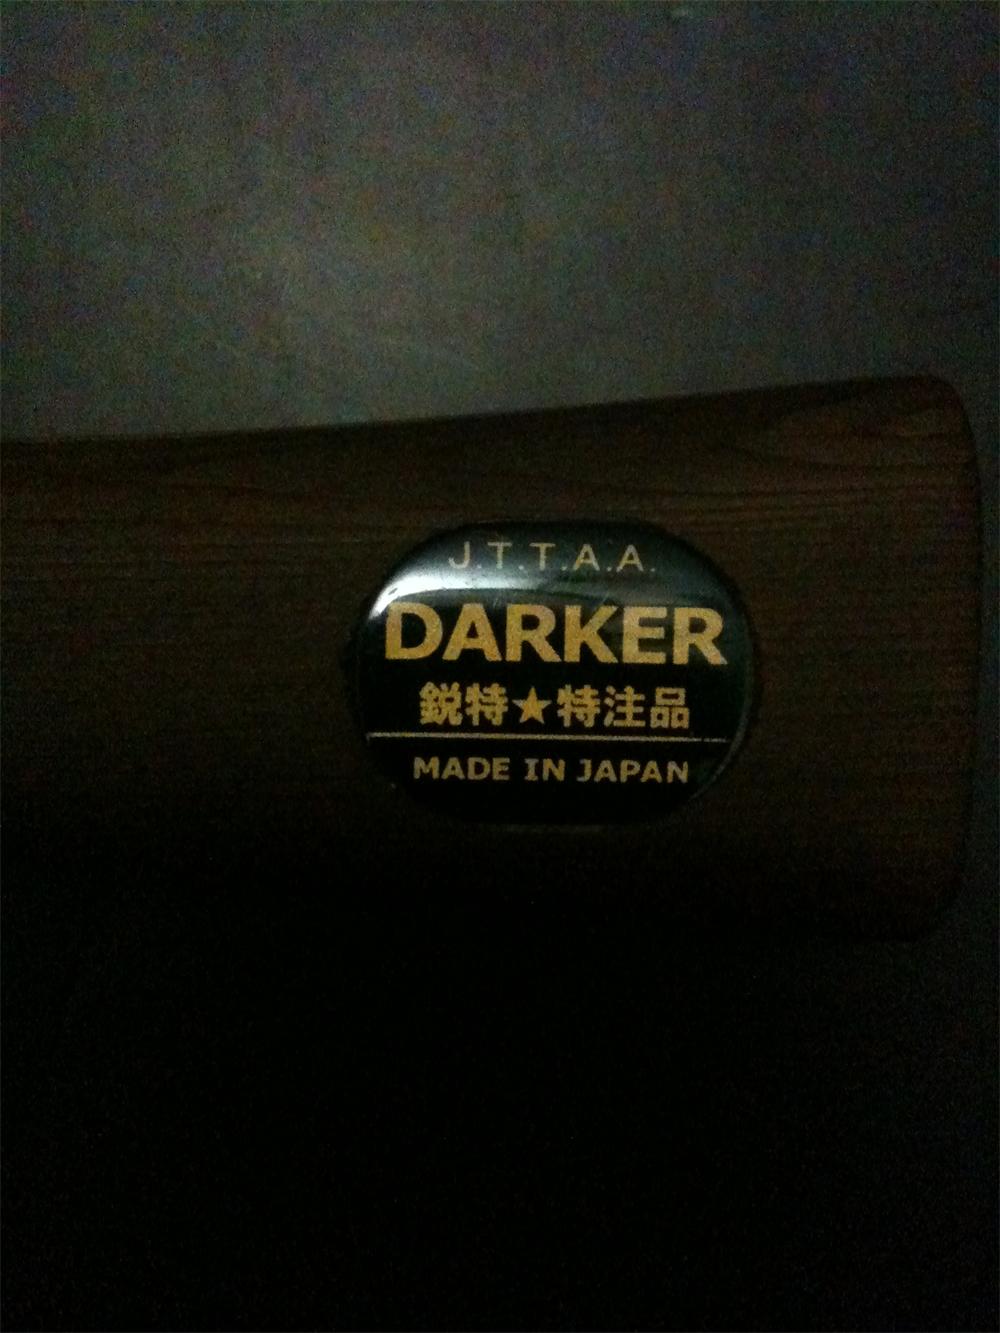 J.T.T.A.A.
DARKER
鋭特★特注品
MADE IN JAPAN